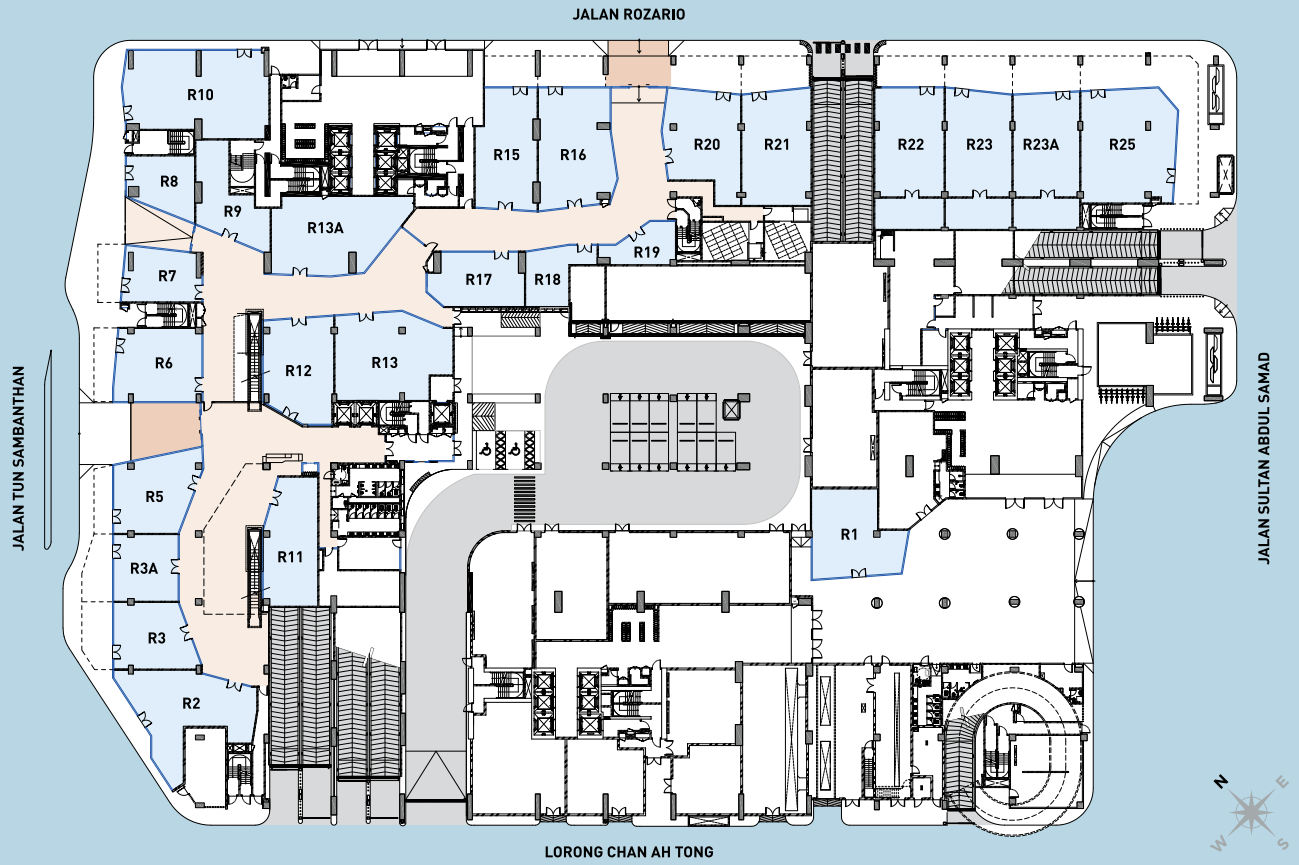 JALAN ROZARIO
R10
R15
R16
R20
R21
R22
R23
R23A
R25
R8
R9
R13A
R19
R7
R17
R18
R6
R12
R13
JALAN TUN SAMBANTHAN
JALAN SULTAN ABDUL SAMAD
R5
R11
R1
R3A
R3
R2
N
E
W
S
LORONG CHAN AH TONG